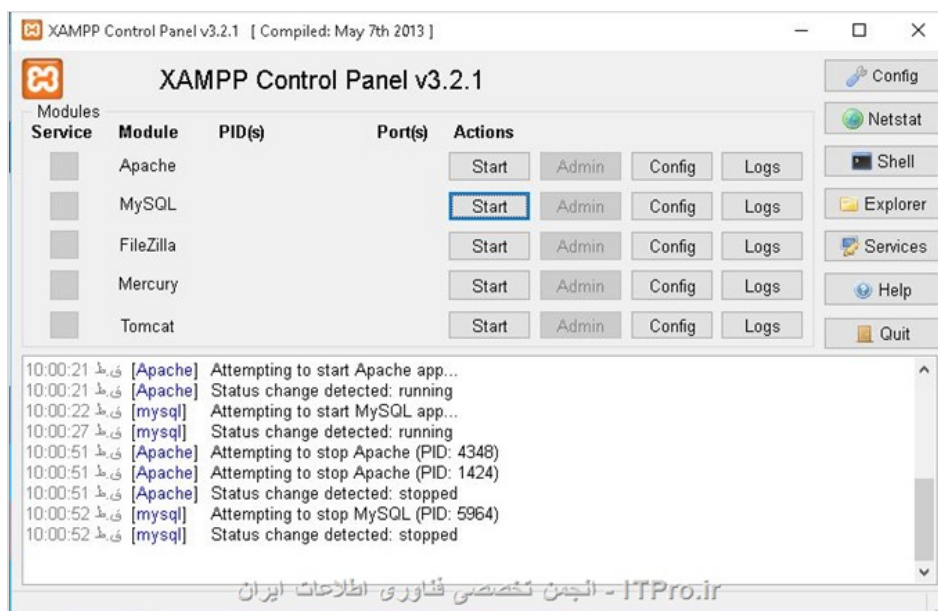 XAMPP Control Panel v3.2.1 [ Compiled: May 7th 2013 ]
XAMPP Control Panel v3.2.1
Config
Modules
Service Module PID(s) Port(s) Actions
Netstat
Apache Start Admin Config Logs
Shell
MySQL Start Admin Config Logs
Explorer
FileZilla Start Admin Config Logs
Services
Mercury Start Admin Config Logs
Help
Tomcat Start Admin Config Logs
Quit
10:00:21 ق.ظ [Apache] Attempting to start Apache app...
10:00:21 ق.ظ [Apache] Status change detected: running
10:00:22 ق.ظ [mysql] Attempting to start MySQL app...
10:00:27 ق.ظ [mysql] Status change detected: running
10:00:51 ق.ظ [Apache] Attempting to stop Apache (PID: 4348)
10:00:51 ق.ظ [Apache] Attempting to stop Apache (PID: 1424)
10:00:51 ق.ظ [Apache] Status change detected: stopped
10:00:52 ق.ظ [mysql] Attempting to stop MySQL (PID: 5964)
10:00:52 ق.ظ [mysql] Status change detected: stopped
ITPro.ir - انجمن تخصصی فناوری اطلاعات ایران